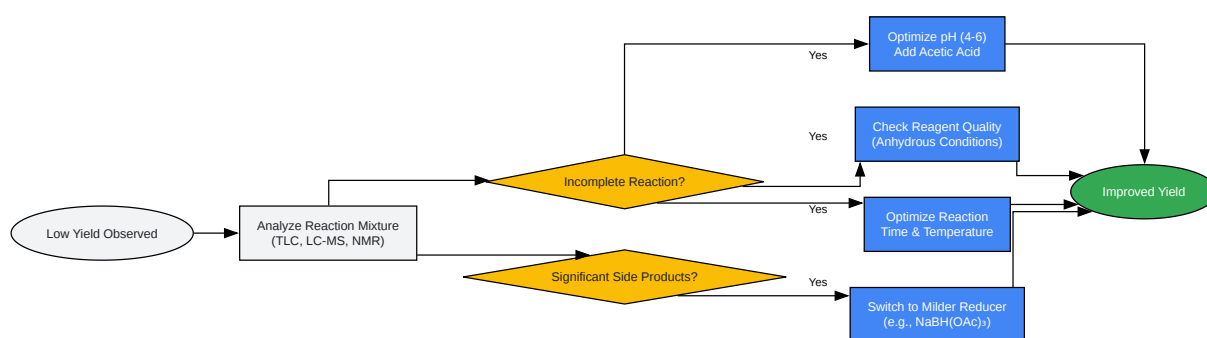 Low Yield Observed
Analyze Reaction Mixture
(TLC, LC-MS, NMR)
Incomplete Reaction?
Significant Side Products?
Yes
Optimize pH (4-6)
Add Acetic Acid
Yes
Check Reagent Quality
(Anhydrous Conditions)
Yes
Optimize Reaction
Time & Temperature
Yes
Switch to Milder Reducer
(e.g., NaBH(OAc)₃)
Improved Yield